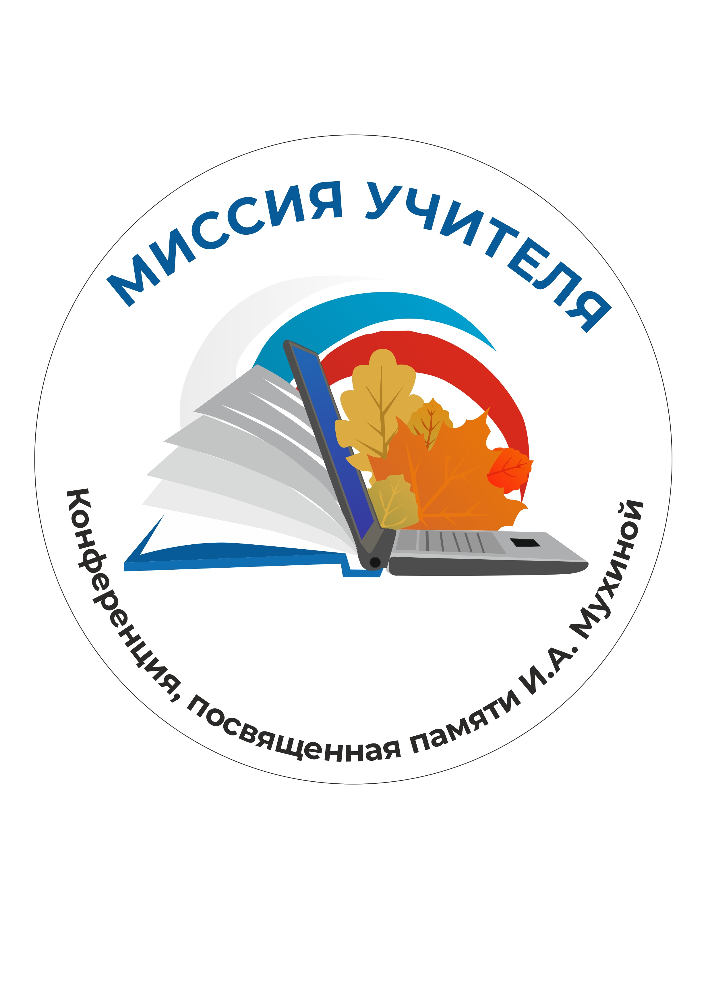 МИССИЯ УЧИТЕЛЯ
Конференция, посвященная памяти И.А. Мухиной